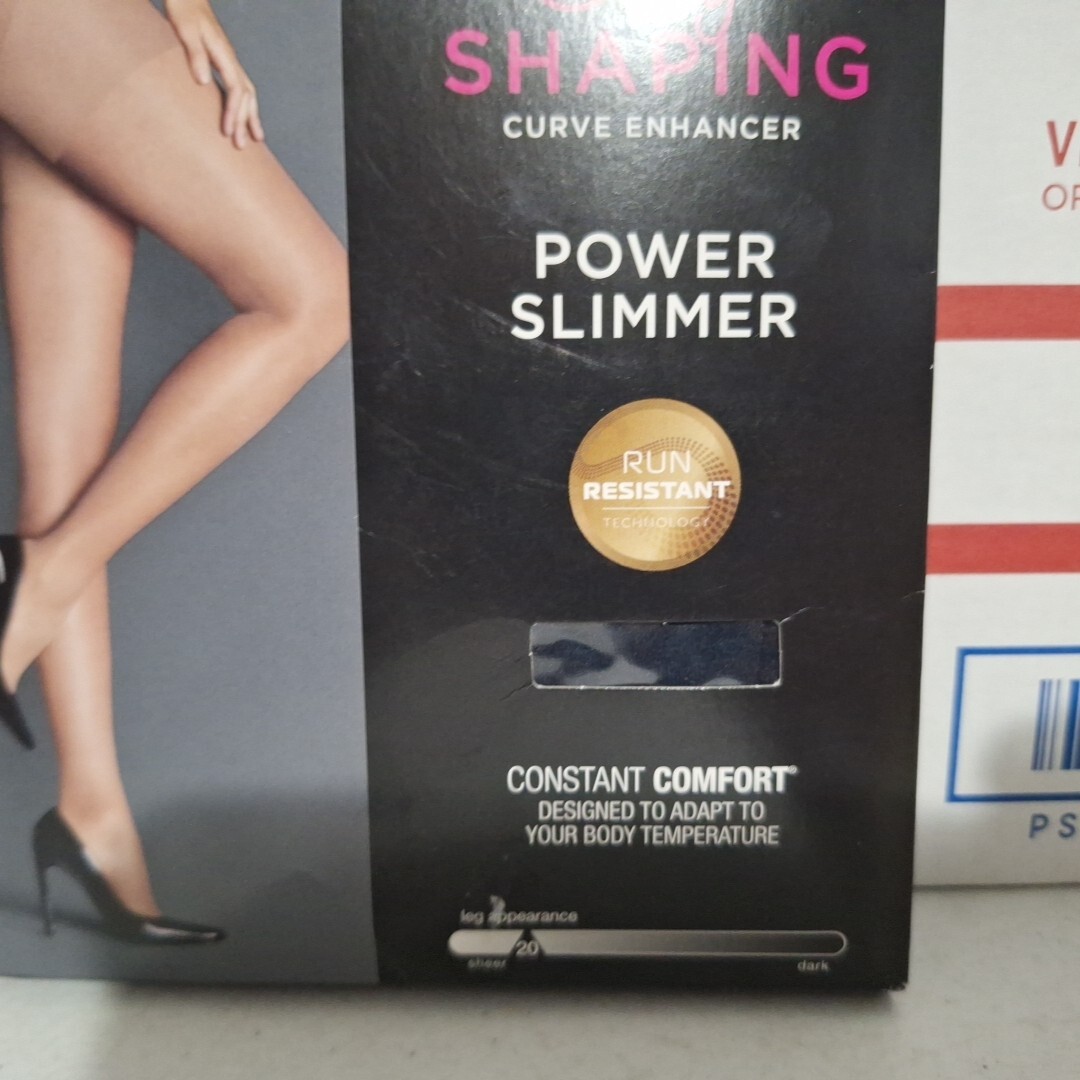 SHAPING
CURVE ENHANCER
POWER
SLIMMER
RUN
RESISTANT
TECHNOLOGY
CONSTANT COMFORT®
DESIGNED TO ADAPT TO
YOUR BODY TEMPERATURE
leg appearance
20
sheer
dark
V
OF
PS